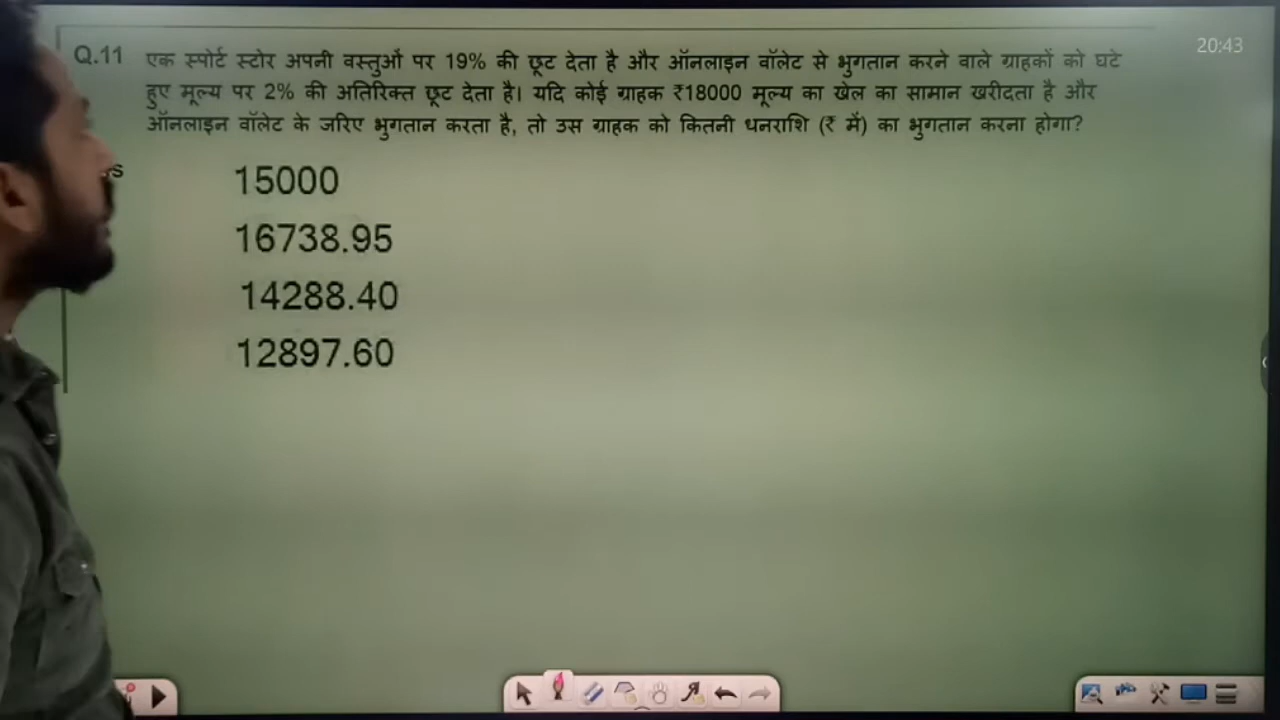 20:43
Q.11 एक स्पोर्ट स्टोर अपनी वस्तुओं पर 19% की छूट देता है और ऑनलाइन वॉलेट से भुगतान करने वाले ग्राहकों को घटे
हुए मूल्य पर 2% की अतिरिक्त छूट देता है। यदि कोई ग्राहक ₹18000 मूल्य का खेल का सामान खरीदता है और
ऑनलाइन वॉलेट के जरिए भुगतान करता है, तो उस ग्राहक को कितनी धनराशि (₹ में) का भुगतान करना होगा?
15000
16738.95
14288.40
12897.60